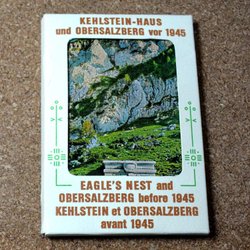 KEHLSTEIN-HAUS
und OBERSALZBERG vor 1945
EAGLE'S NEST and
OBERSALZBERG before 1945
KEHLSTEIN et OBERSALZBERG
avant 1945